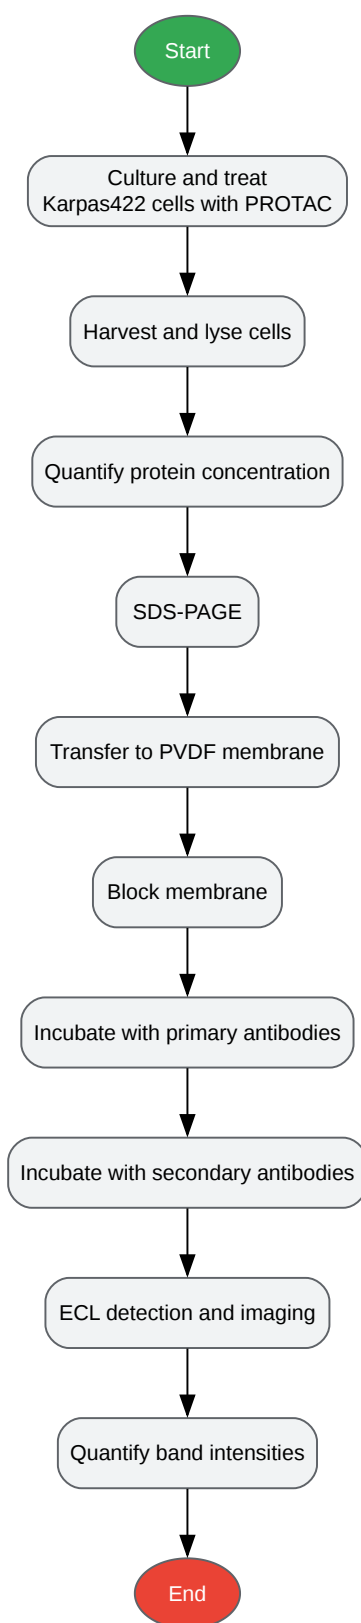 Start
Culture and treat
Karpas422 cells with PROTAC
Harvest and lyse cells
Quantify protein concentration
SDS-PAGE
Transfer to PVDF membrane
Block membrane
Incubate with primary antibodies
Incubate with secondary antibodies
ECL detection and imaging
Quantify band intensities
End